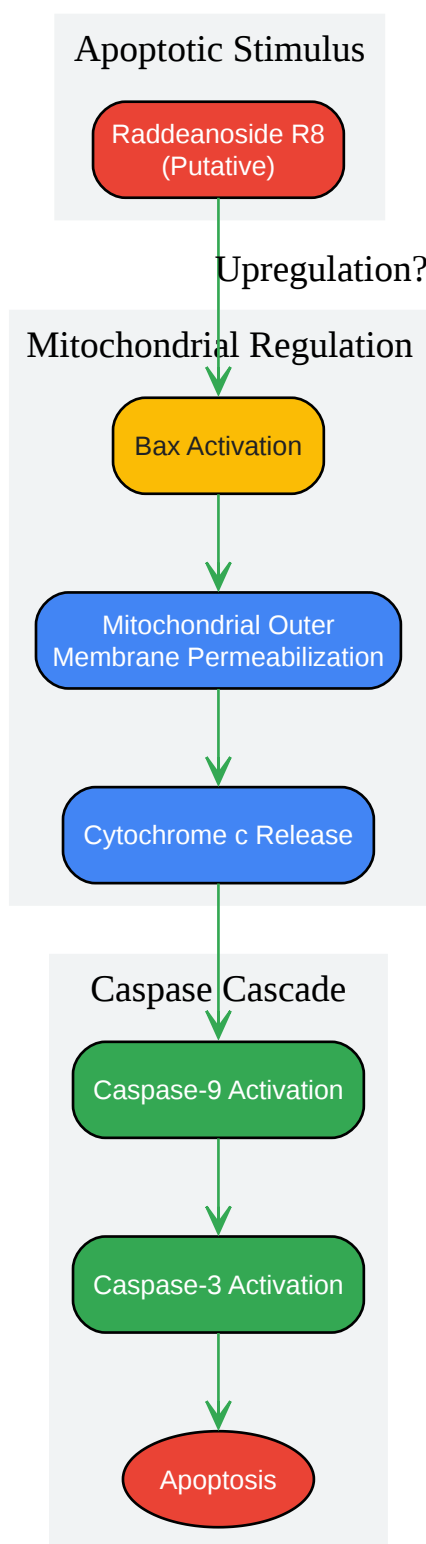 Apoptotic Stimulus
Raddeanoside R8
(Putative)
Upregulation?
Mitochondrial Regulation
Bax Activation
Mitochondrial Outer
Membrane Permeabilization
Cytochrome c Release
Caspase Cascade
Caspase-9 Activation
Caspase-3 Activation
Apoptosis